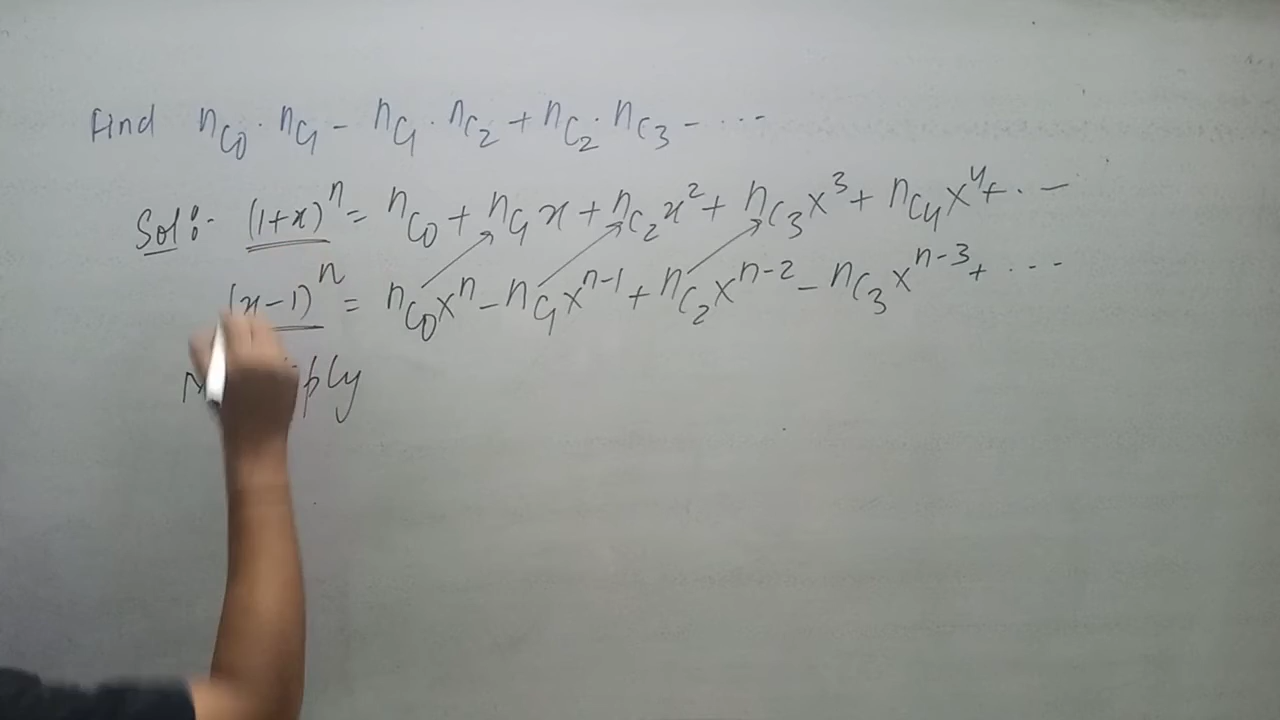 Find nC0 · nC1 – nC1 · nC2 + nC2 · nC3 – ···
Sol:- (1+x)^n = nC0 + nC1 x + nC2 x^2 + nC3 x^3 + nC4 x^4 + ·· –
(x–1)^n = nC0 x^n – nC1 x^n-1 + nC2 x^n-2 – nC3 x^n-3 + ···